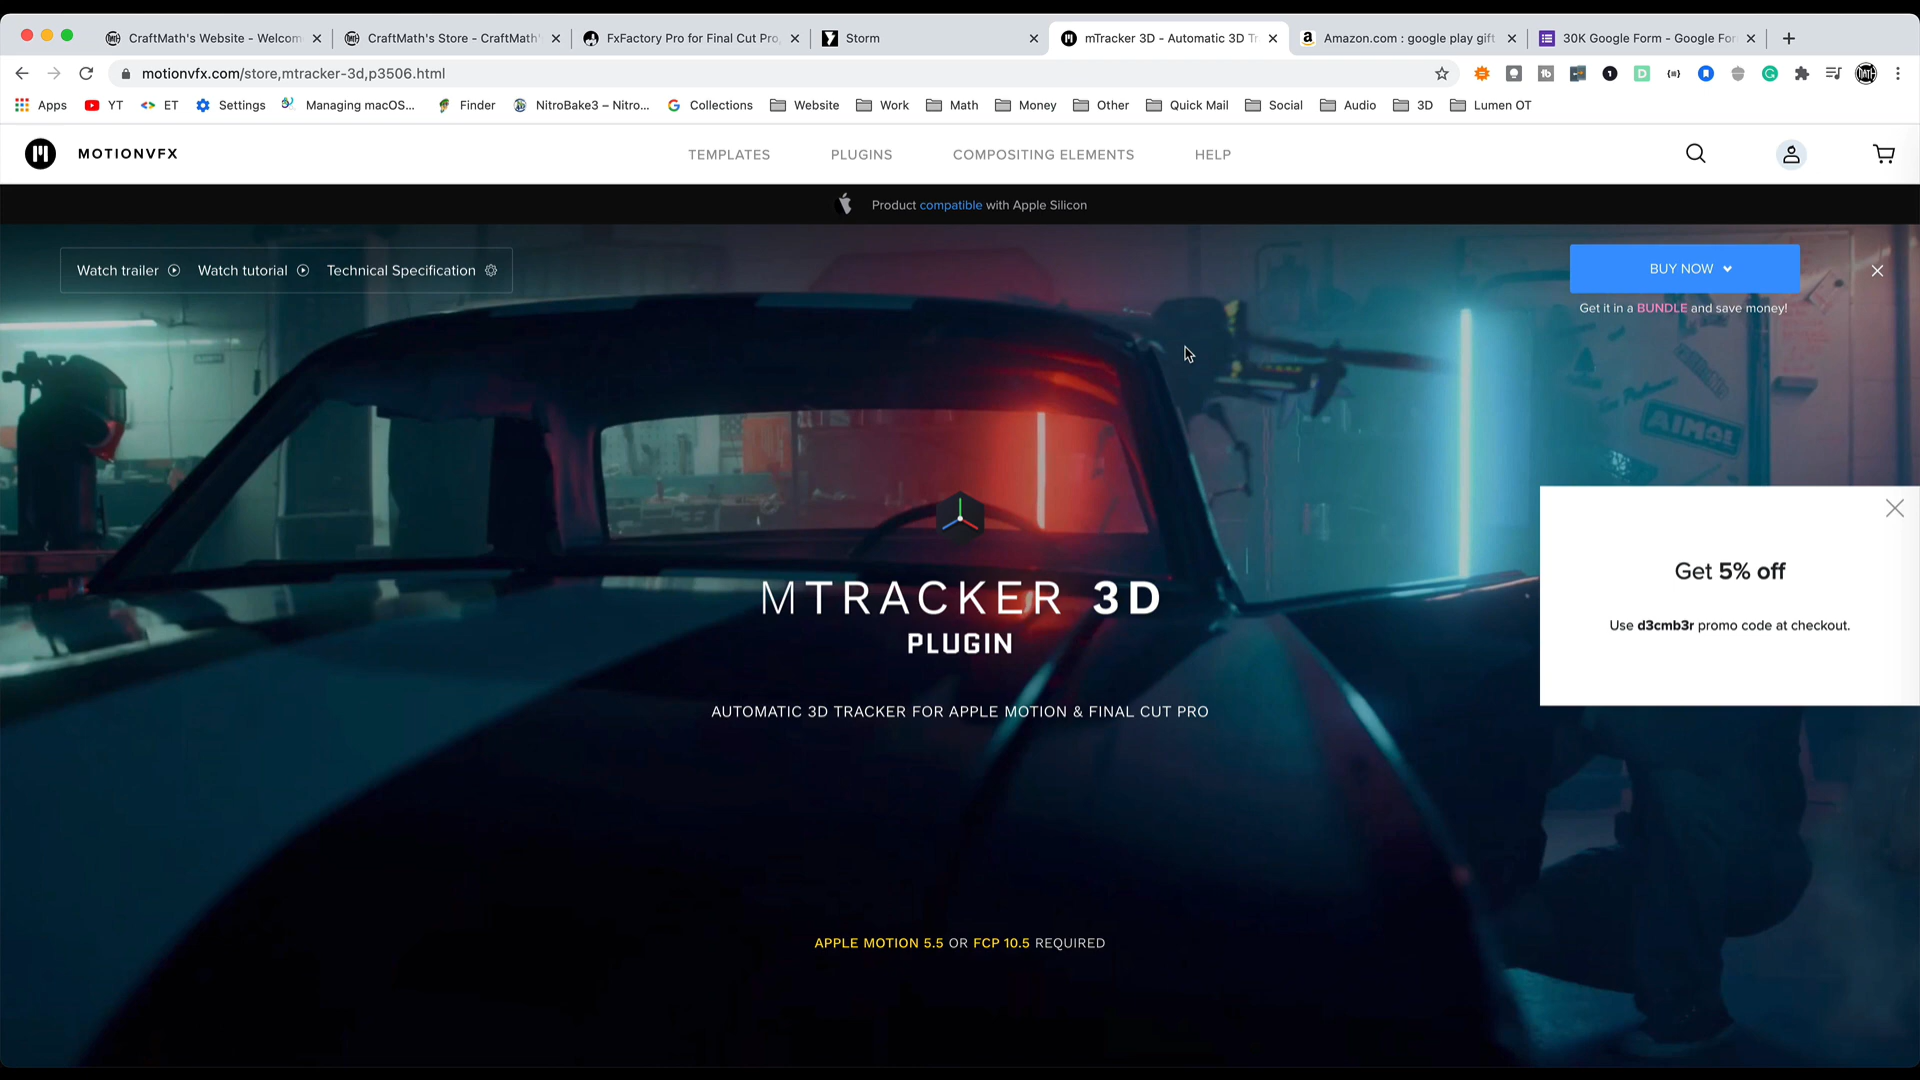 CraftMath's Website - Welcom
CraftMath's Store - CraftMath'
FxFactory Pro for Final Cut Pro,
Storm
mTracker 3D - Automatic 3D Tr
Amazon.com : google play gift
30K Google Form - Google For
motionvfx.com/store,mtracker-3d,p3506.html
Apps
YT
ET
Settings
Managing macOS...
Finder
NitroBake3 – Nitro...
Collections
Website
Work
Math
Money
Other
Quick Mail
Social
Audio
3D
Lumen OT
MOTIONVFX
TEMPLATES
PLUGINS
COMPOSITING ELEMENTS
HELP
Product compatible with Apple Silicon
Watch trailer
Watch tutorial
Technical Specification
BUY NOW
Get it in a BUNDLE and save money!
AIMOL
Get 5% off
Use d3cmb3r promo code at checkout.
MTRACKER 3D
PLUGIN
AUTOMATIC 3D TRACKER FOR APPLE MOTION & FINAL CUT PRO
APPLE MOTION 5.5 OR FCP 10.5 REQUIRED